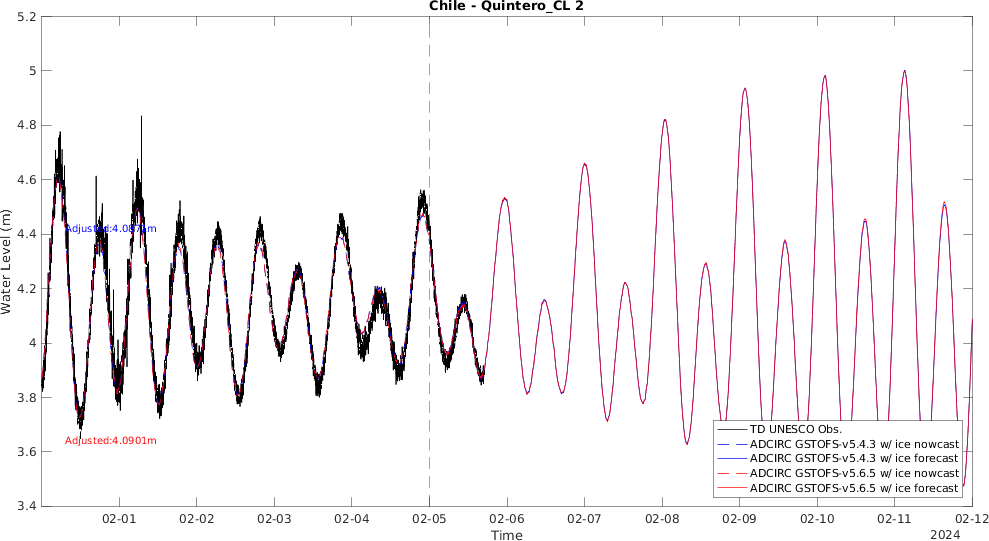 Chile - Quintero_CL 2
5.2
5
4.8
4.6
4.4
4.2
4
3.8
3.6
3.4
Water Level (m)
Adjusted:4.0901m
TD UNESCO Obs.
ADCIRC GSTOFS-v5.4.3 w/ ice nowcast
ADCIRC GSTOFS-v5.4.3 w/ ice forecast
ADCIRC GSTOFS-v5.6.5 w/ ice nowcast
ADCIRC GSTOFS-v5.6.5 w/ ice forecast
02-01 02-02 02-03 02-04 02-05 02-06 02-07 02-08 02-09 02-10 02-11 02-12
Time
2024